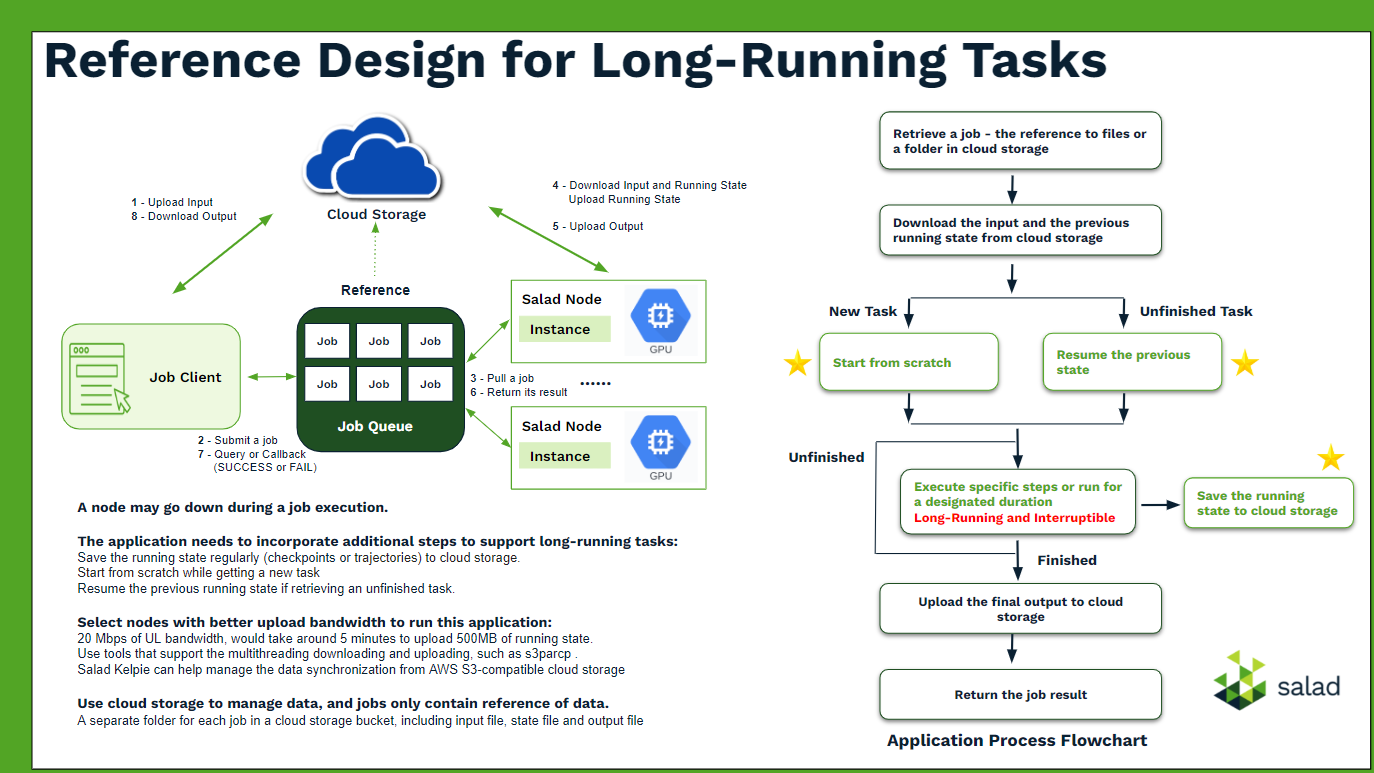 Reference Design for Long-Running Tasks
1 - Upload Input
8 - Download Output
Cloud Storage
4 - Download Input and Running State
Upload Running State
5 - Upload Output
Reference
Job Client
Job
Job
Job
Job
Job
Job
Job Queue
2 - Submit a job
7 - Query or Callback
(SUCCESS or FAIL)
3 - Pull a job
6 - Return its result
Salad Node
Instance
GPU
......
Salad Node
Instance
GPU
A node may go down during a job execution.
The application needs to incorporate additional steps to support long-running tasks:
Save the running state regularly (checkpoints or trajectories) to cloud storage.
Start from scratch while getting a new task
Resume the previous running state if retrieving an unfinished task.
Select nodes with better upload bandwidth to run this application:
20 Mbps of UL bandwidth, would take around 5 minutes to upload 500MB of running state.
Use tools that support the multithreading downloading and uploading, such as s3parcp .
Salad Kelpie can help manage the data synchronization from AWS S3-compatible cloud storage
Use cloud storage to manage data, and jobs only contain reference of data.
A separate folder for each job in a cloud storage bucket, including input file, state file and output file
Retrieve a job - the reference to files or
a folder in cloud storage
Download the input and the previous
running state from cloud storage
New Task
Unfinished Task
Start from scratch
Resume the previous
state
Unfinished
Execute specific steps or run for
a designated duration
Long-Running and Interruptible
Save the running
state to cloud storage
Finished
Upload the final output to cloud
storage
Return the job result
Application Process Flowchart
salad